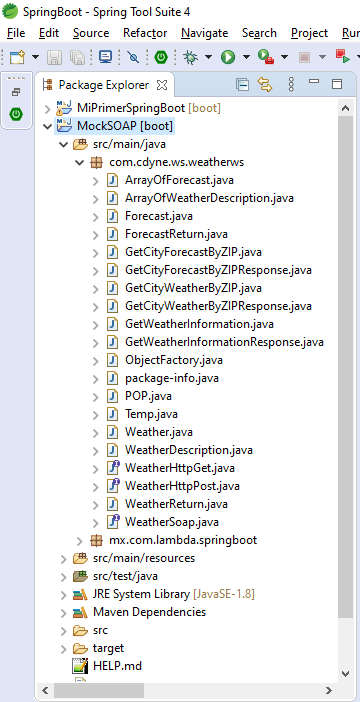 SpringBoot - Spring Tool Suite 4
File Edit Source Refactor Navigate Search Project Run
Package Explorer
MiPrimerSpringBoot [boot]
MockSOAP [boot]
src/main/java
com.cdyne.ws.weatherws
ArrayOfForecast.java
ArrayOfWeatherDescription.java
Forecast.java
ForecastReturn.java
GetCityForecastByZIP.java
GetCityForecastByZIPResponse.java
GetCityWeatherByZIP.java
GetCityWeatherByZIPResponse.java
GetWeatherInformation.java
GetWeatherInformationResponse.java
ObjectFactory.java
package-info.java
POP.java
Temp.java
Weather.java
WeatherDescription.java
WeatherHttpGet.java
WeatherHttpPost.java
WeatherReturn.java
WeatherSoap.java
mx.com.lambda.springboot
src/main/resources
src/test/java
JRE System Library [JavaSE-1.8]
Maven Dependencies
src
target
HELP.md